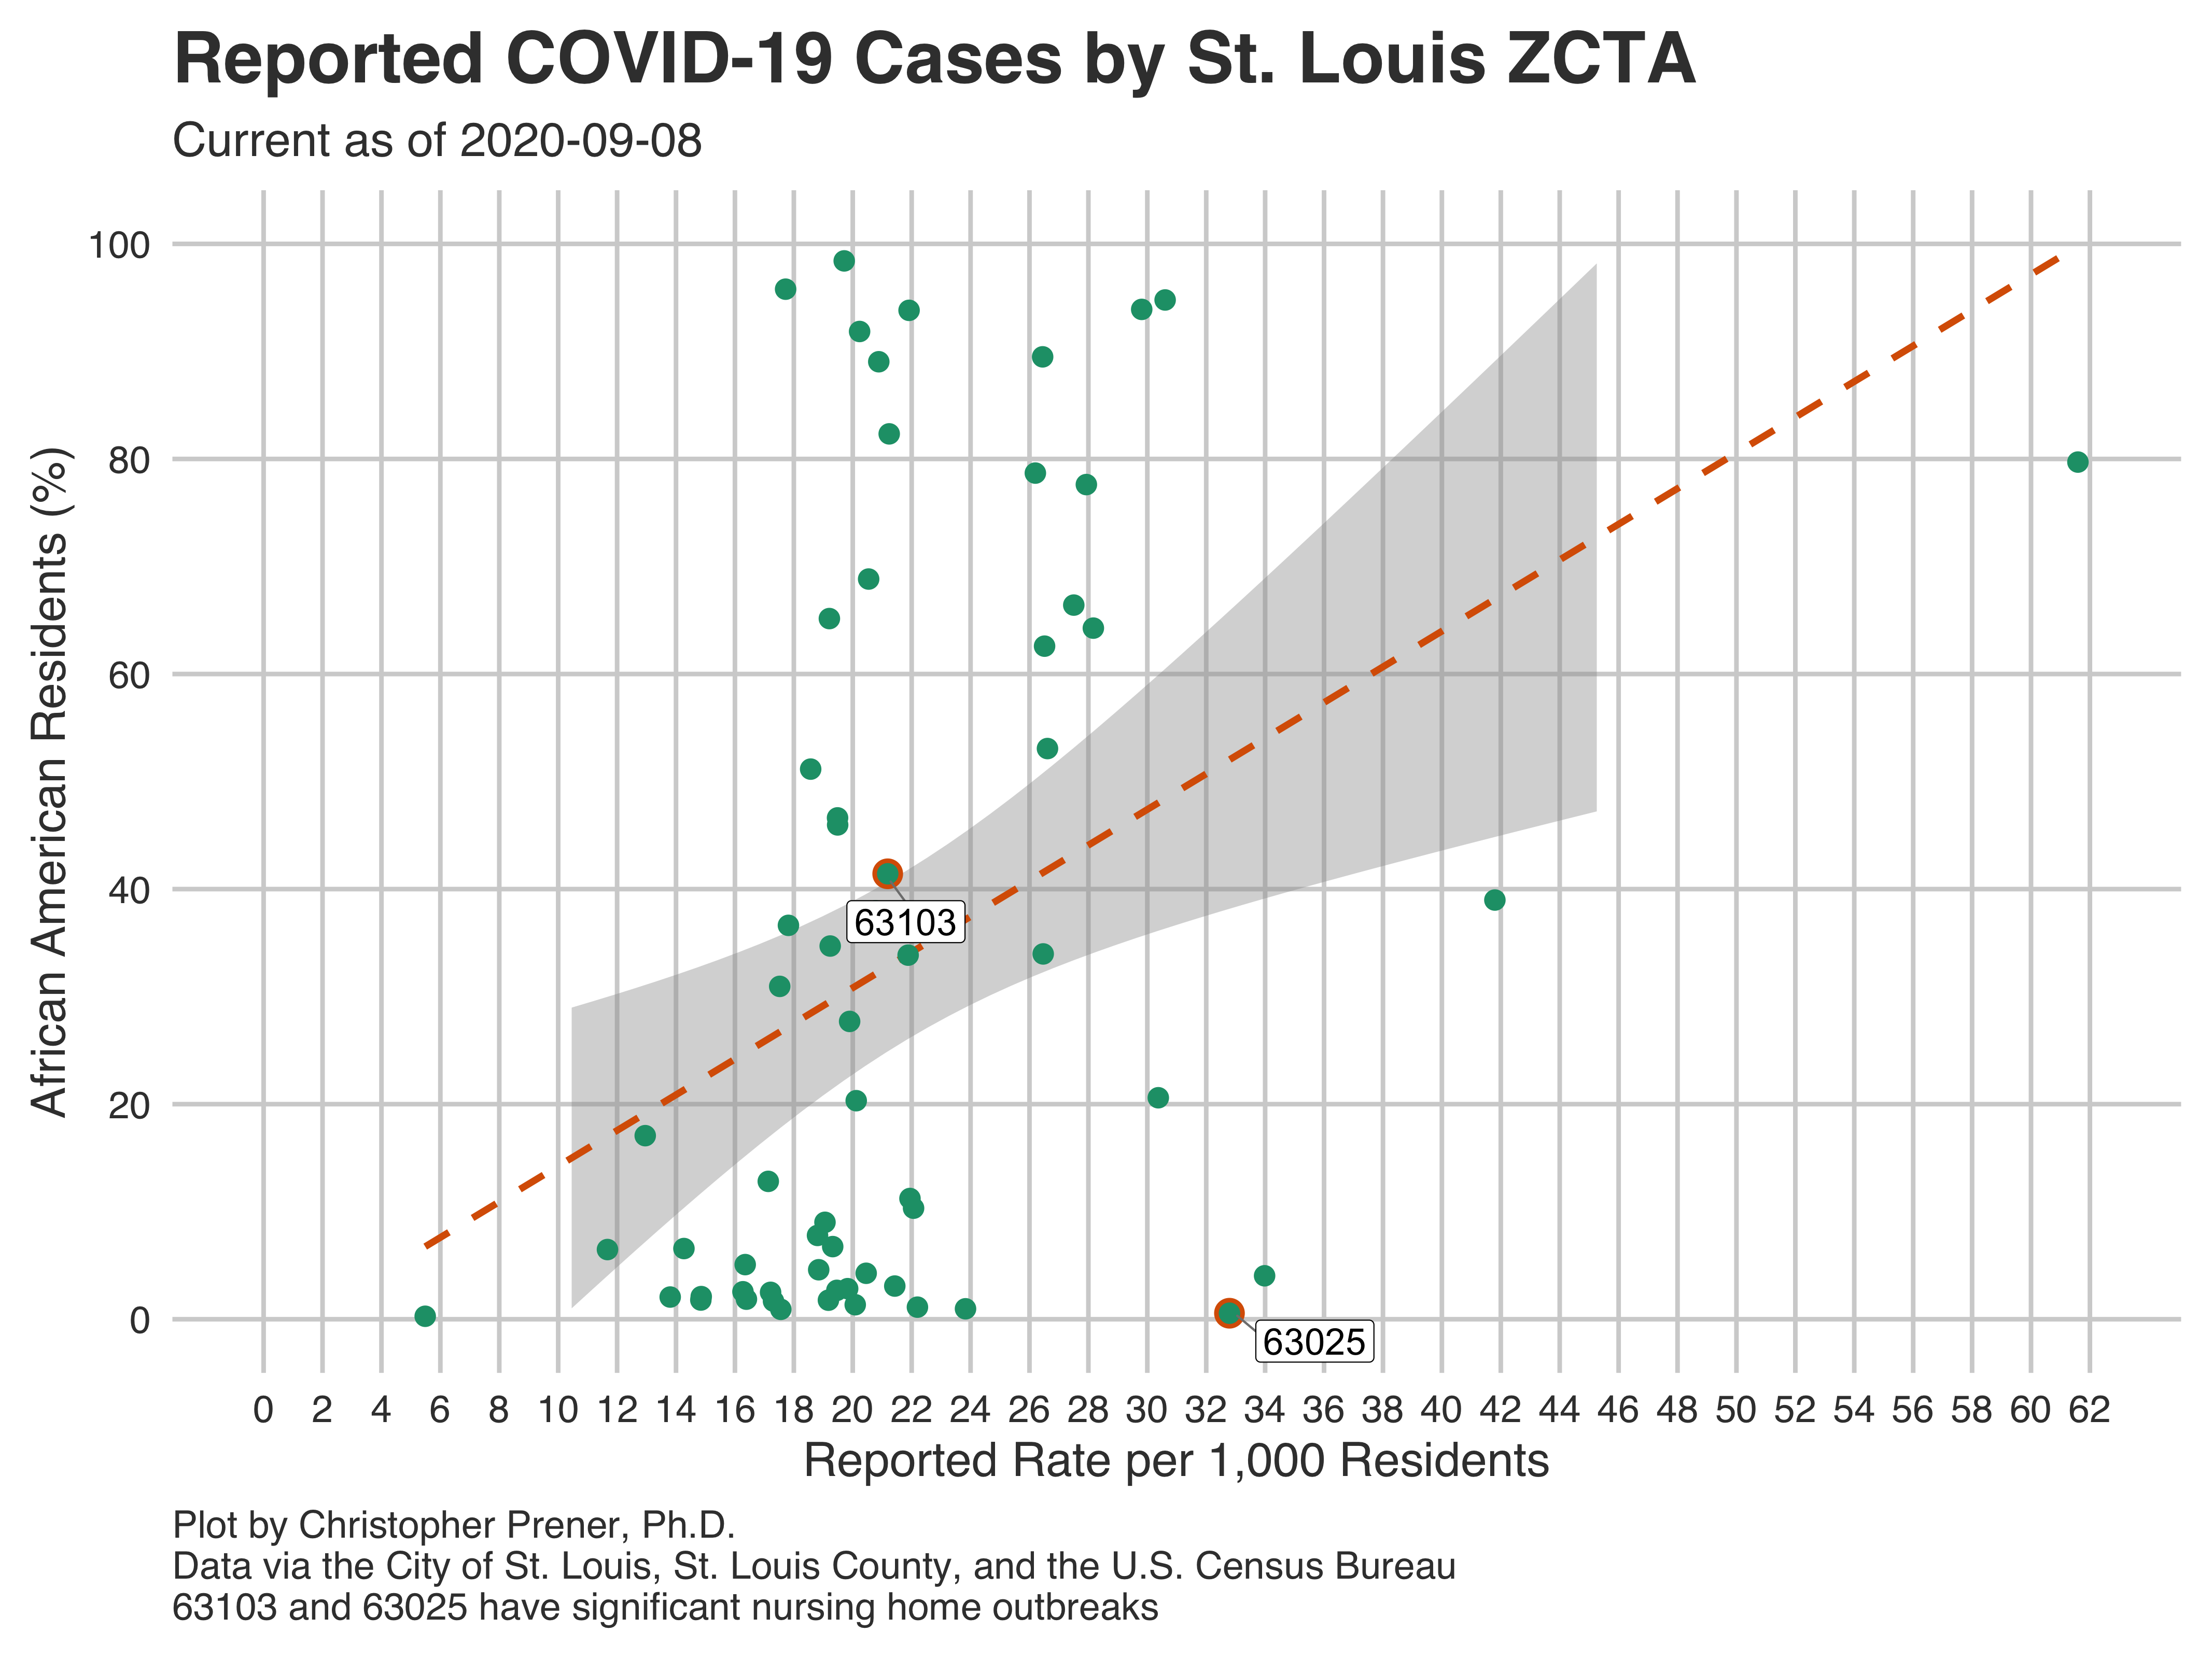 Reported COVID-19 Cases by St. Louis ZCTA
Current as of 2020-09-08
African American Residents (%)
100
80
60
40
20
0
63103
63025
0 2 4 6 8 10 12 14 16 18 20 22 24 26 28 30 32 34 36 38 40 42 44 46 48 50 52 54 56 58 60 62
Reported Rate per 1,000 Residents
Plot by Christopher Prener, Ph.D.
Data via the City of St. Louis, St. Louis County, and the U.S. Census Bureau
63103 and 63025 have significant nursing home outbreaks